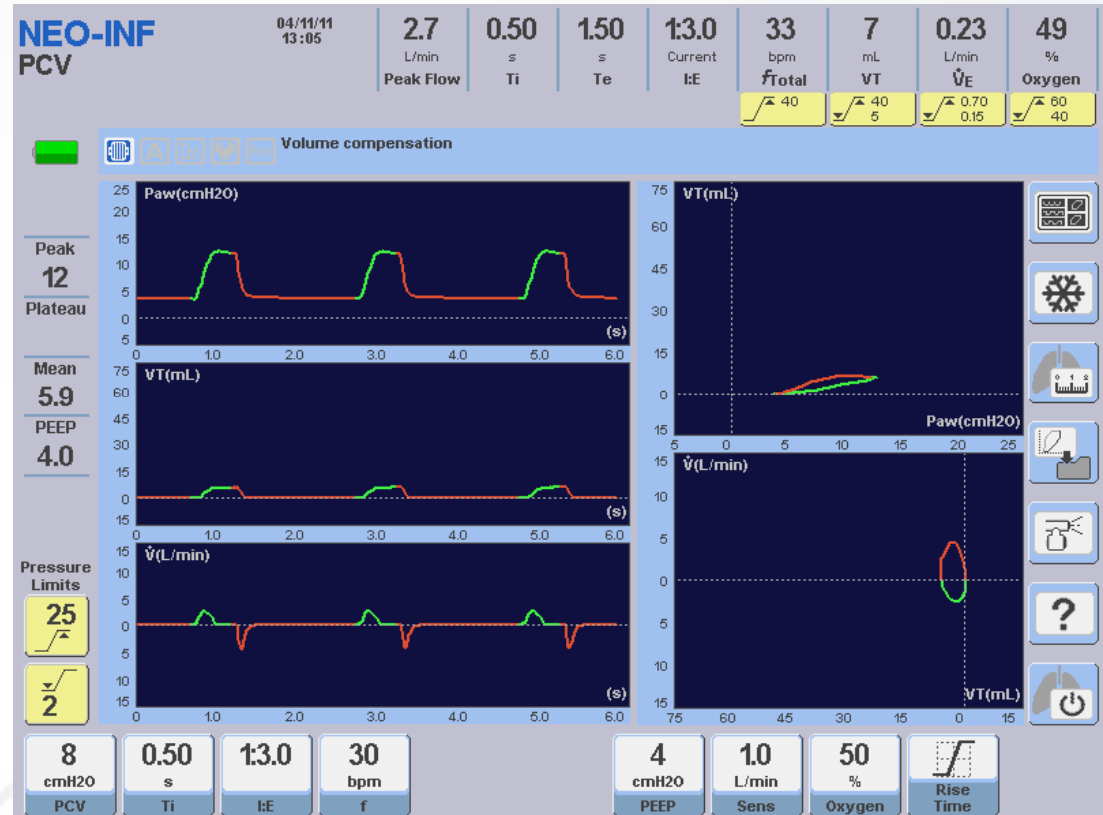 NEO-INF
PCV
04/11/11
13:05
2.7
L/min
Peak Flow
0.50
s
Ti
1.50
s
Te
1:3.0
Current
I:E
33
bpm
fTotal
40
7
mL
VT
40
5
0.23
L/min
V̇E
0.70
0.15
49
%
Oxygen
60
40
Volume compensation
Peak
12
Plateau
Mean
5.9
PEEP
4.0
Pressure
Limits
25
2
Paw(cmH2O)
25
20
15
10
5
0
5
(s)
0 1.0 2.0 3.0 4.0 5.0 6.0
VT(mL)
75
60
45
30
15
0
15
(s)
0 1.0 2.0 3.0 4.0 5.0 6.0
V̇(L/min)
15
10
5
0
5
10
15
(s)
0 1.0 2.0 3.0 4.0 5.0 6.0
VT(mL)
75
60
45
30
15
0
15
Paw(cmH2O)
5 0 5 10 15 20 25
V̇(L/min)
15
10
5
0
5
10
15
VT(mL)
75 60 45 30 15 0 15
0 1 2
?
8
cmH2O
PCV
0.50
s
Ti
1:3.0
I:E
30
bpm
f
4
cmH2O
PEEP
1.0
L/min
Sens
50
%
Oxygen
Rise
Time